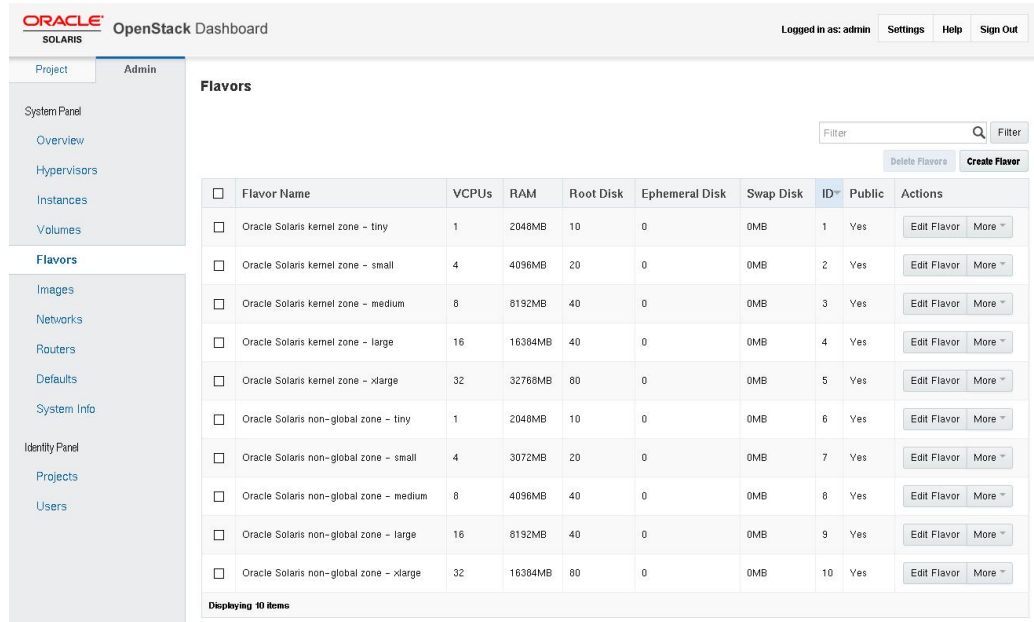 ORACLE
SOLARIS
OpenStack Dashboard
Logged in as: admin
Settings
Help
Sign Out
Project
Admin
System Panel
Overview
Hypervisors
Instances
Volumes
Flavors
Images
Networks
Routers
Defaults
System Info
Identity Panel
Projects
Users
Flavors
Filter
Filter
Delete Flavors
Create Flavor
Flavor Name VCPUs RAM Root Disk Ephemeral Disk Swap Disk ID Public Actions
Oracle Solaris kernel zone - tiny 1 2048MB 10 0 0MB 1 Yes Edit Flavor More
Oracle Solaris kernel zone - small 4 4096MB 20 0 0MB 2 Yes Edit Flavor More
Oracle Solaris kernel zone - medium 8 8192MB 40 0 0MB 3 Yes Edit Flavor More
Oracle Solaris kernel zone - large 16 16384MB 40 0 0MB 4 Yes Edit Flavor More
Oracle Solaris kernel zone - xlarge 32 32768MB 80 0 0MB 5 Yes Edit Flavor More
Oracle Solaris non-global zone - tiny 1 2048MB 10 0 0MB 6 Yes Edit Flavor More
Oracle Solaris non-global zone - small 4 3072MB 20 0 0MB 7 Yes Edit Flavor More
Oracle Solaris non-global zone - medium 8 4096MB 40 0 0MB 8 Yes Edit Flavor More
Oracle Solaris non-global zone - large 16 8192MB 40 0 0MB 9 Yes Edit Flavor More
Oracle Solaris non-global zone - xlarge 32 16384MB 80 0 0MB 10 Yes Edit Flavor More
Displaying 10 items